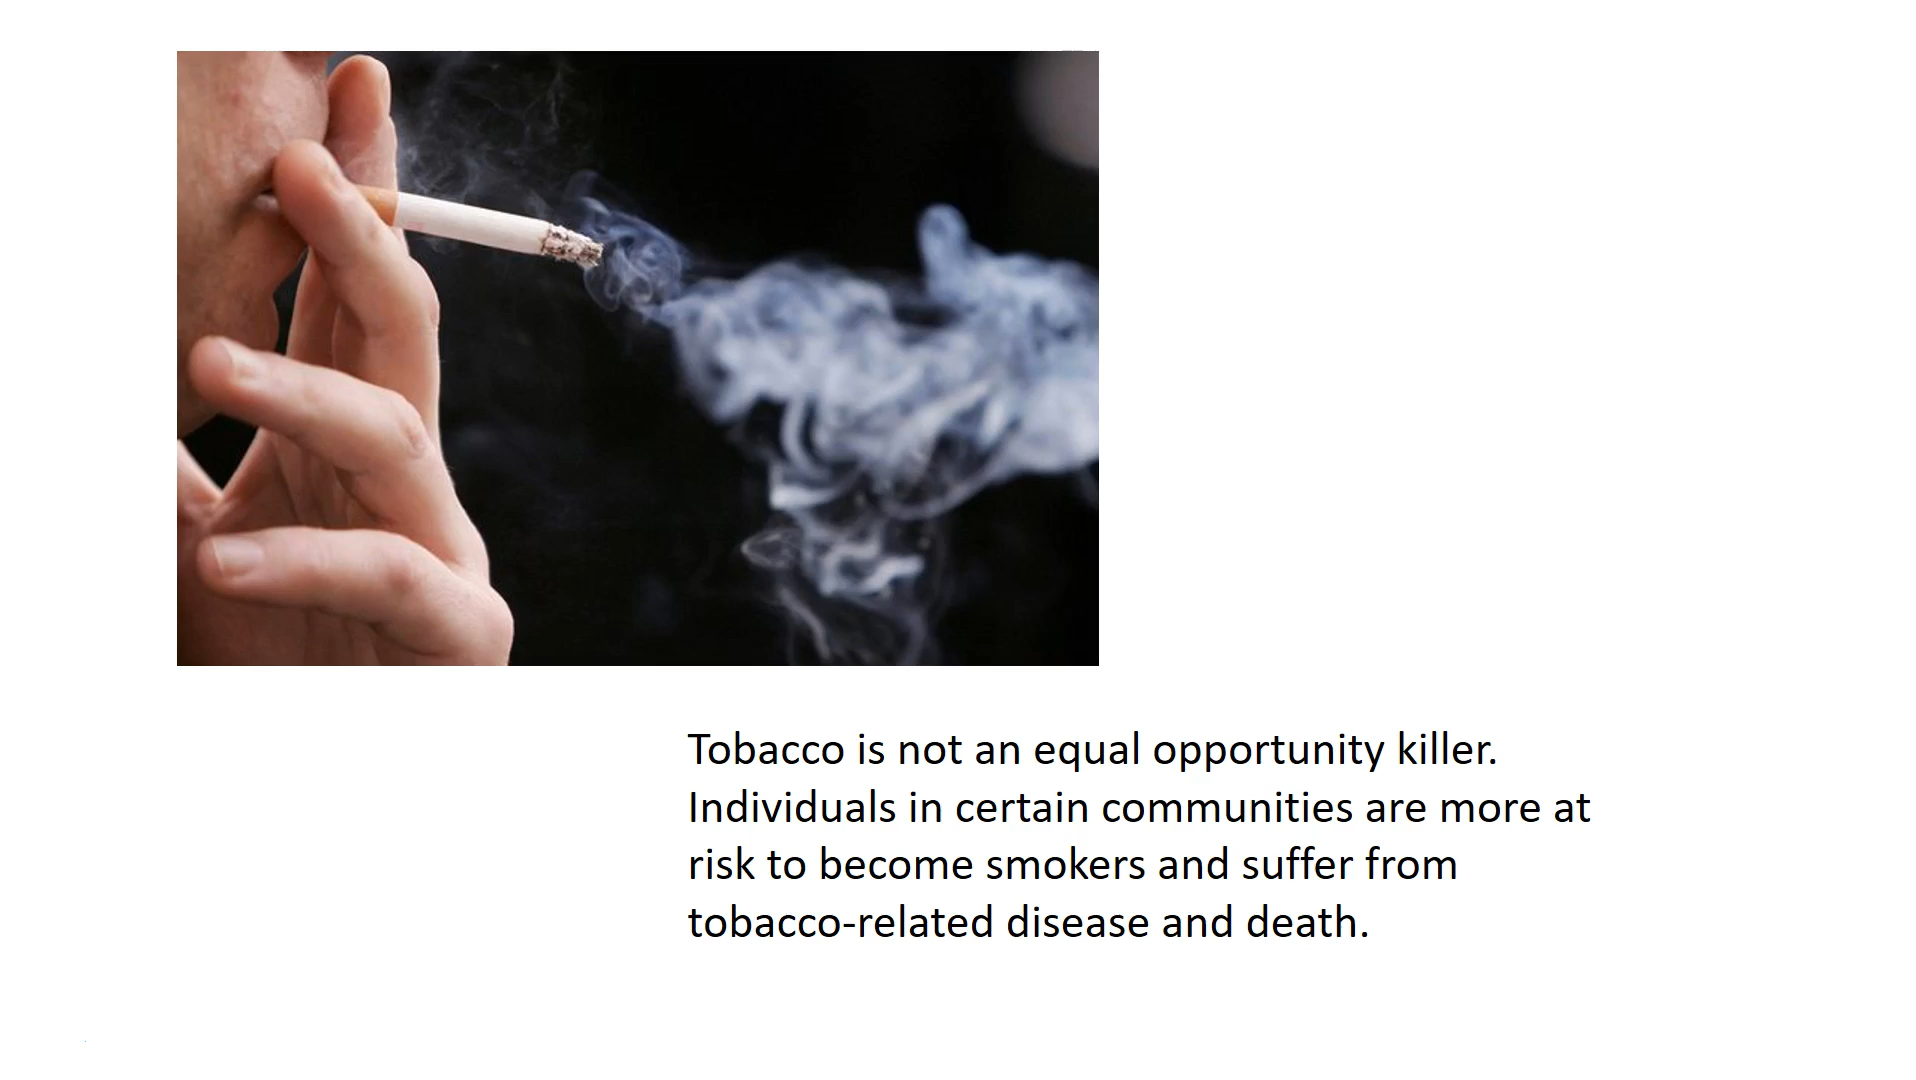 Tobacco is not an equal opportunity killer.
Individuals in certain communities are more at
risk to become smokers and suffer from
tobacco-related disease and death.